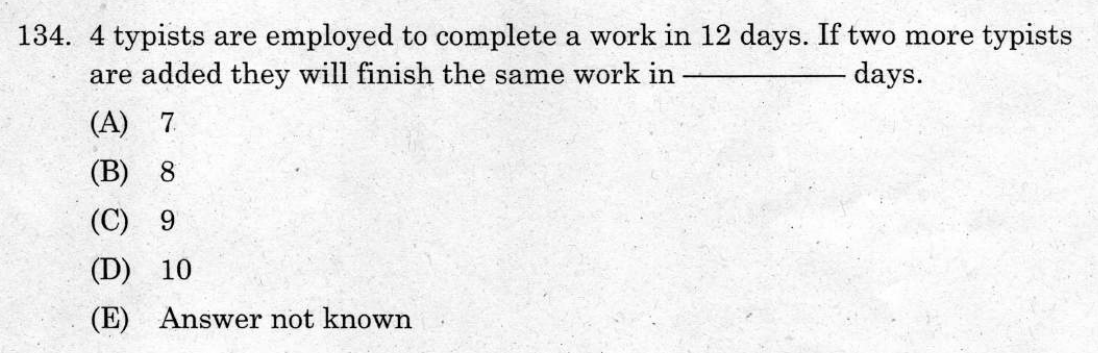 134. 4 typists are employed to complete a work in 12 days. If two more typists
are added they will finish the same work in ———— days.
(A) 7
(B) 8
(C) 9
(D) 10
(E) Answer not known